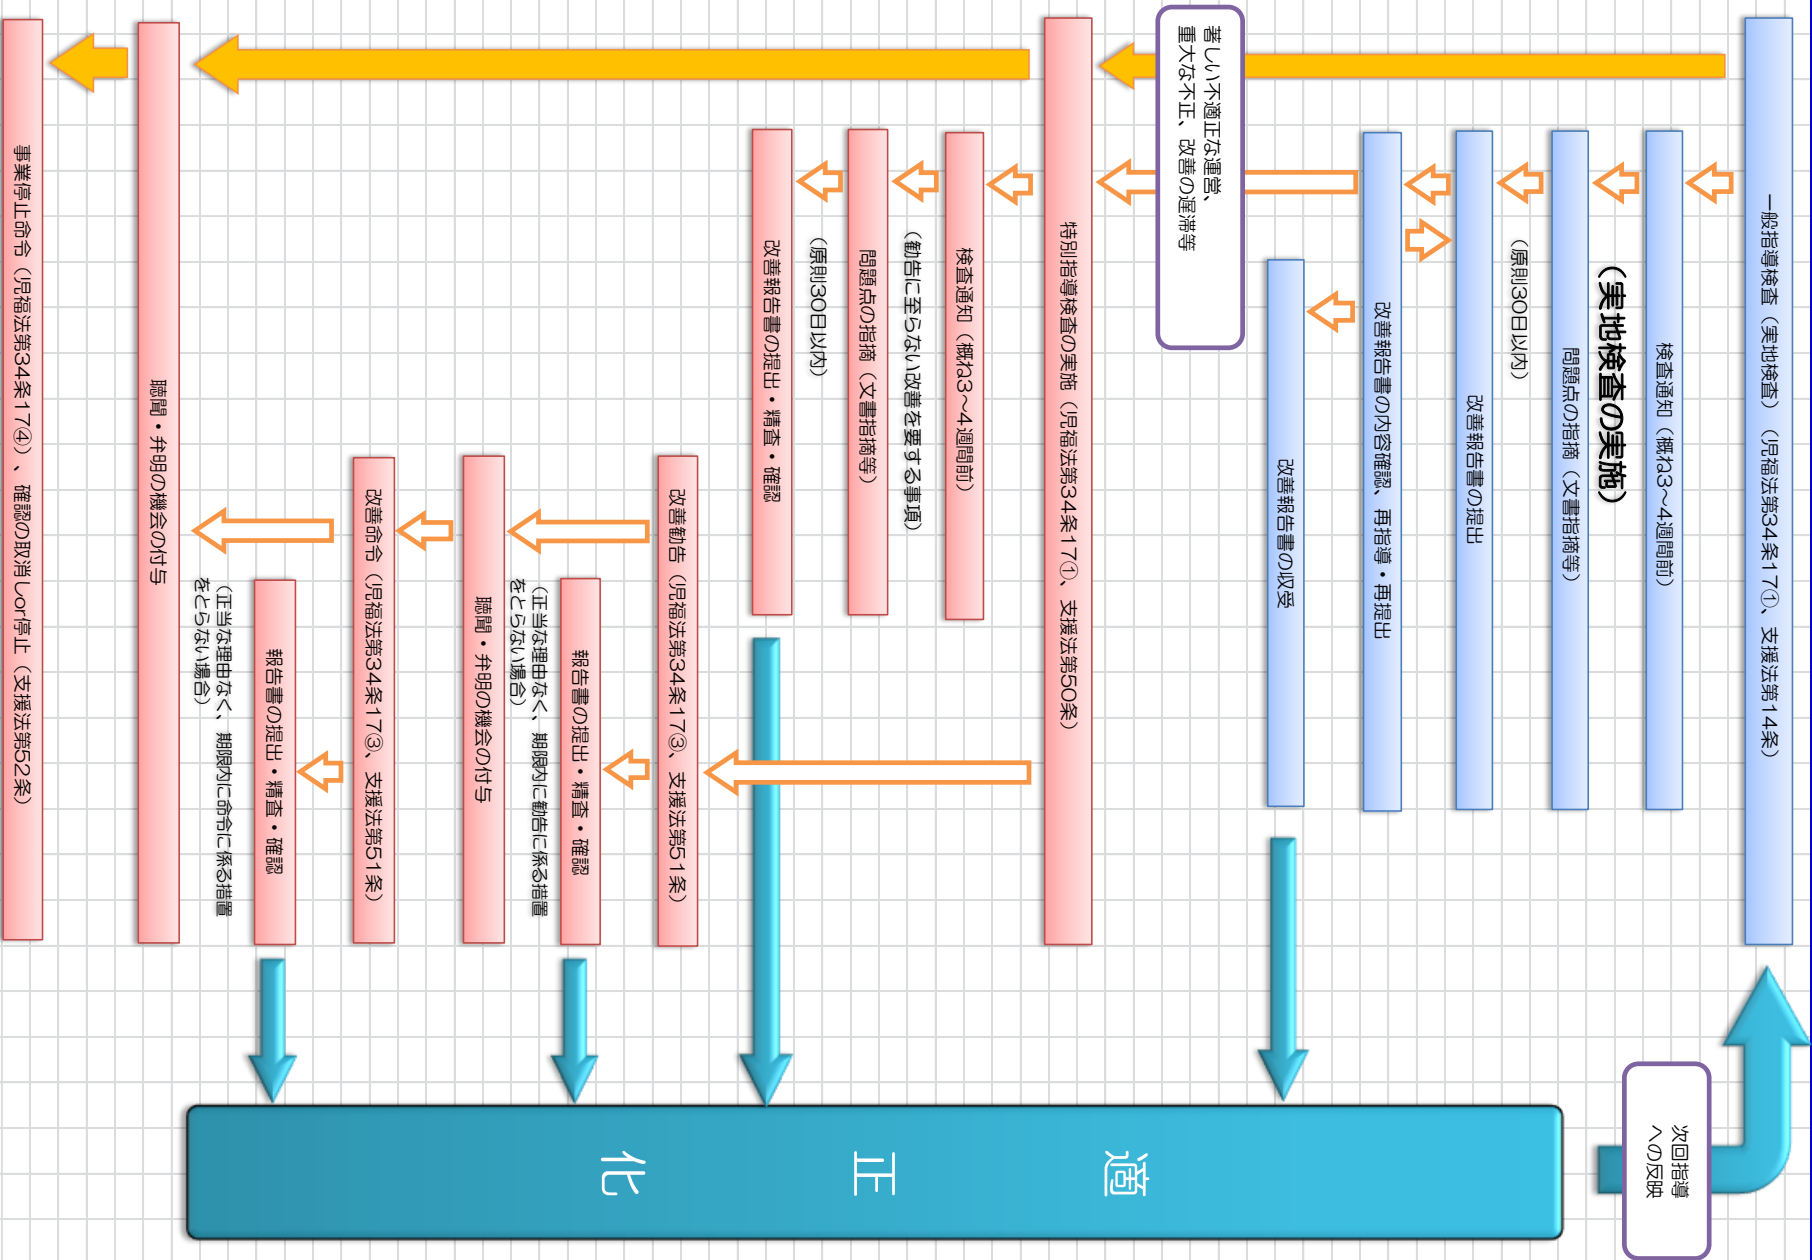 一般指導検査（実地検査）（児福法第34条17①、支援法第14条）
検査通知（概ね3～4週間前）
（実地検査の実施）
問題点の指摘（文書指摘等）
（原則30日以内）
改善報告書の提出
改善報告書の内容確認、再指導・再提出
改善報告書の収受
著しい不適正な運営、
重大な不正、改善の遅滞等
特別指導検査の実施（児福法第34条17①、支援法第50条）
検査通知（概ね3～4週間前）
（勧告に至らない改善を要する事項）
問題点の指摘（文書指摘等）
（原則30日以内）
改善報告書の提出・精査・確認
改善勧告（児福法第34条17③、支援法第51条）
報告書の提出・精査・確認
（正当な理由なく、期限内に勧告に係る措置
をとらない場合）
聴聞・弁明の機会の付与
改善命令（児福法第34条17③、支援法第51条）
報告書の提出・精査・確認
（正当な理由なく、期限内に命令に係る措置
をとらない場合）
聴聞・弁明の機会の付与
事業停止命令（児福法第34条17④）、確認の取消しor停止（支援法第52条）
次回指導
への反映
適正化